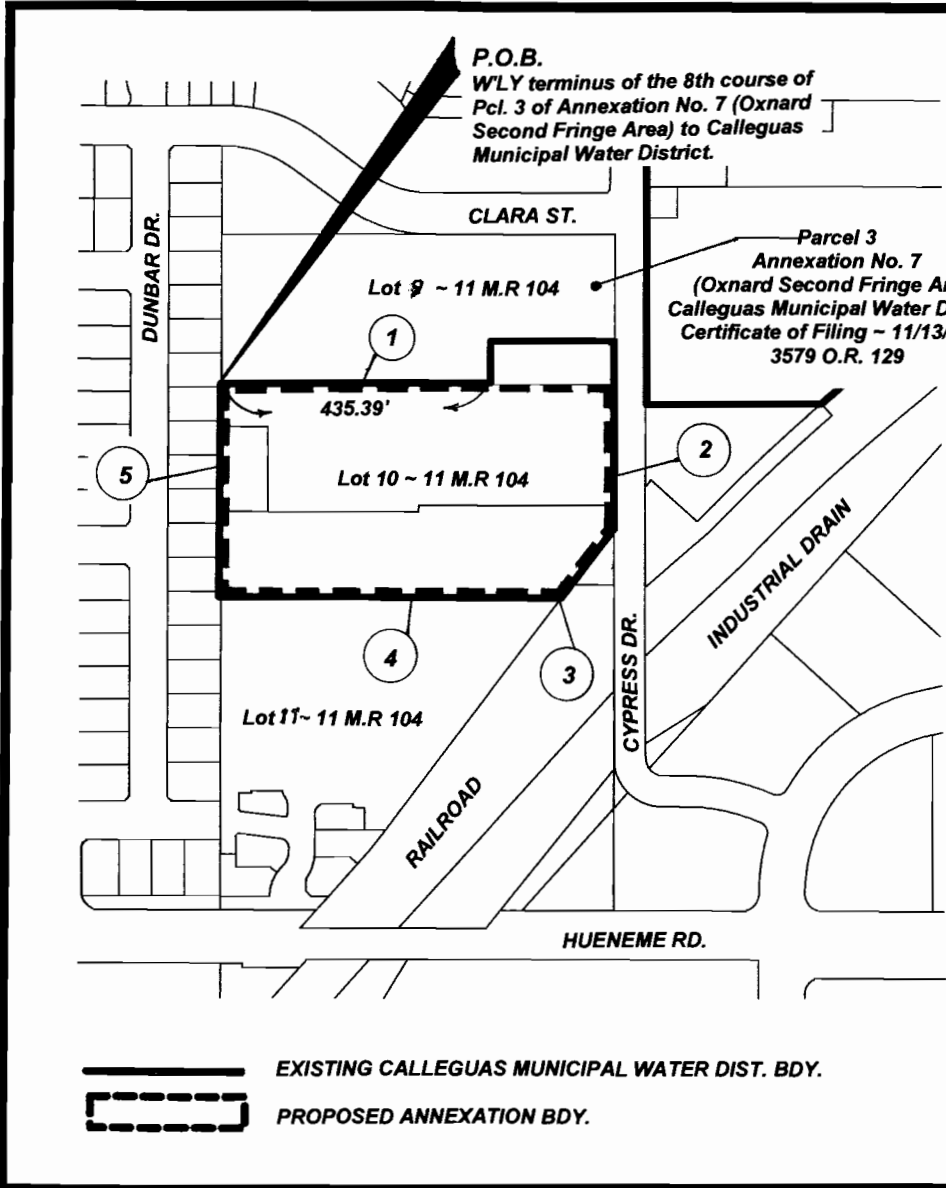 P.O.B.
W'LY terminus of the 8th course of
Pcl. 3 of Annexation No. 7 (Oxnard
Second Fringe Area) to Calleguas
Municipal Water District.
CLARA ST.
DUNBAR DR.
Parcel 3
Annexation No. 7
(Oxnard Second Fringe
Calleguas Municipal Water
Certificate of Filing ~ 11/13/
3579 O.R. 129
Lot 9 ~ 11 M.R 104
1
435.39'
5
Lot 10 ~ 11 M.R 104
2
INDUSTRIAL DRAIN
4
3
CYPRESS DR.
Lot 11 ~ 11 M.R 104
RAILROAD
HUENEME RD.
EXISTING CALLEGUAS MUNICIPAL WATER DIST. BDY.
PROPOSED ANNEXATION BDY.